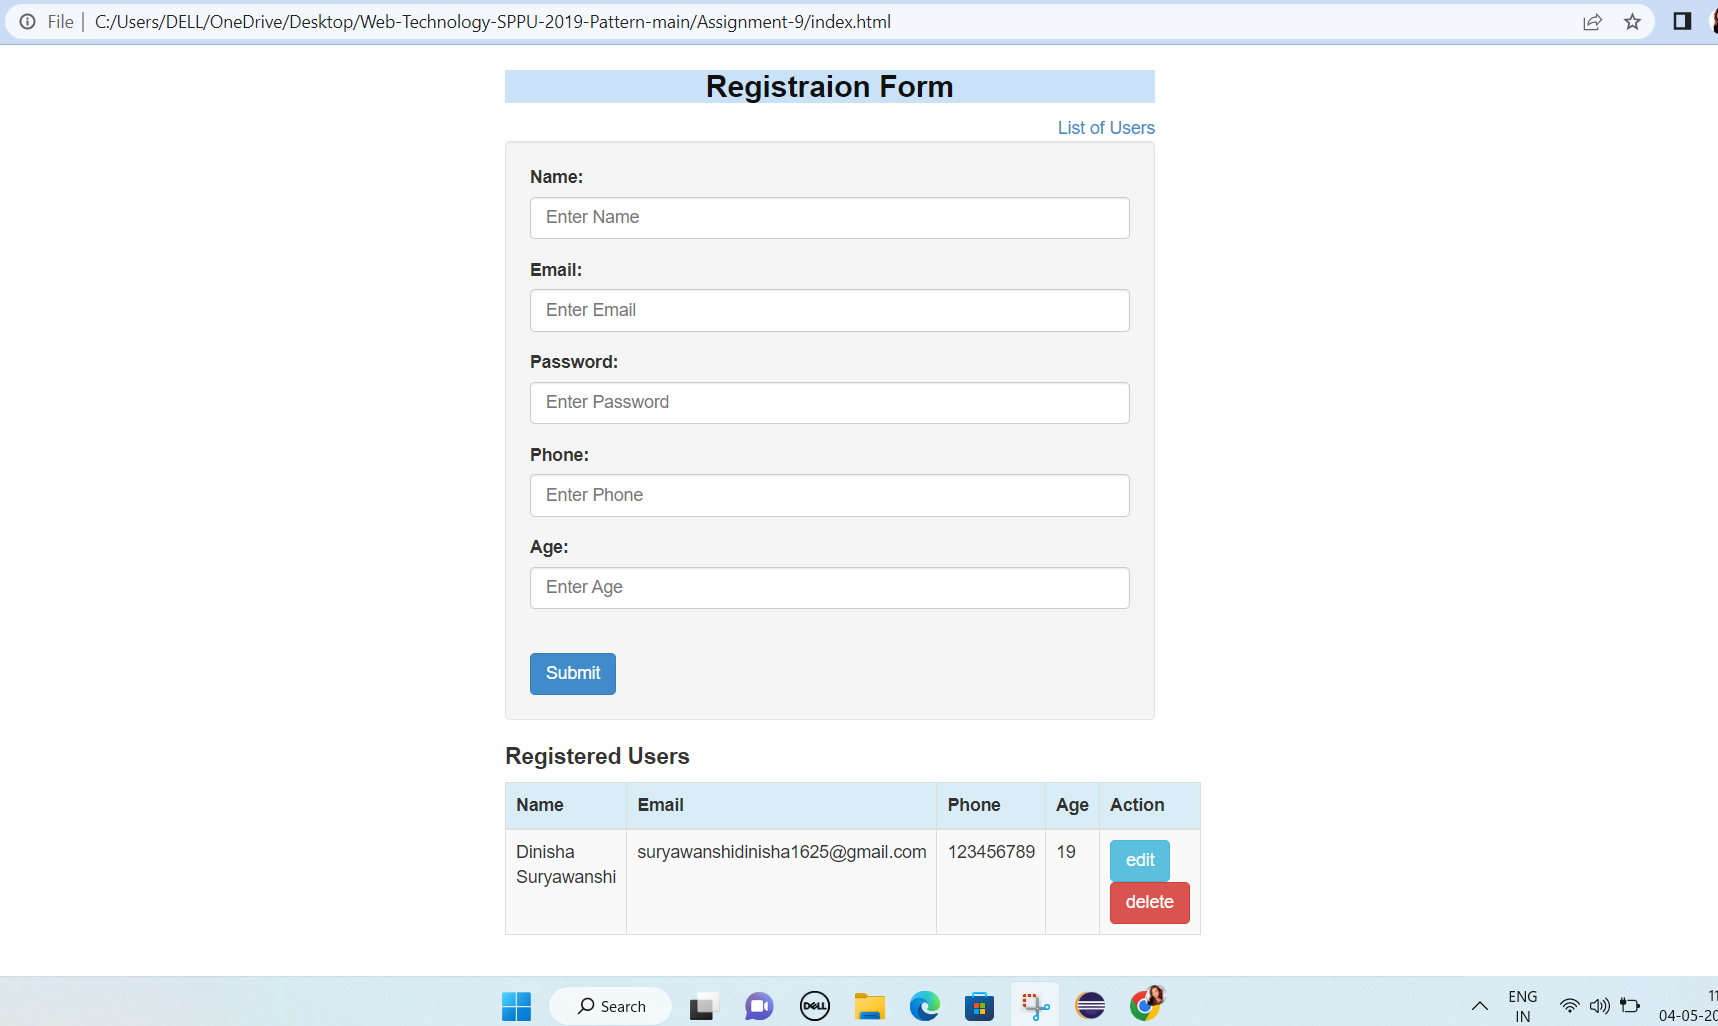 File | C:/Users/DELL/OneDrive/Desktop/Web-Technology-SPPU-2019-Pattern-main/Assignment-9/index.html
Registraion Form
List of Users
Name:
Enter Name
Email:
Enter Email
Password:
Enter Password
Phone:
Enter Phone
Age:
Enter Age
Submit
Registered Users
Name Email Phone Age Action
Dinisha Suryawanshi suryawanshidinisha1625@gmail.com 123456789 19 edit
delete
Search
DELL
ENG
IN
11
04-05-20